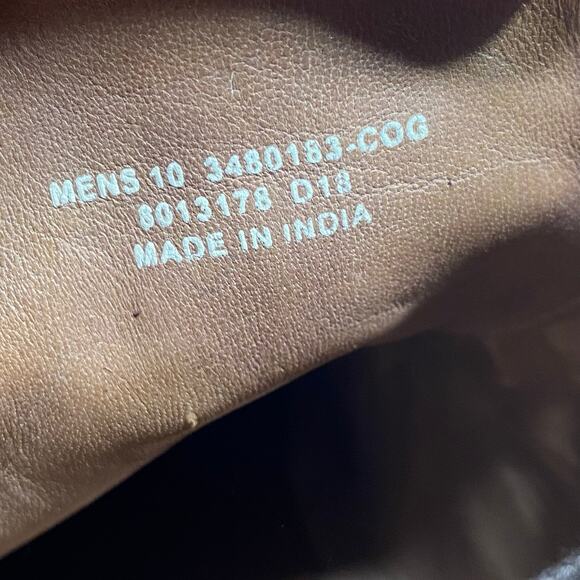 MENS 10 3480183-COG
8013178 D18
MADE IN INDIA